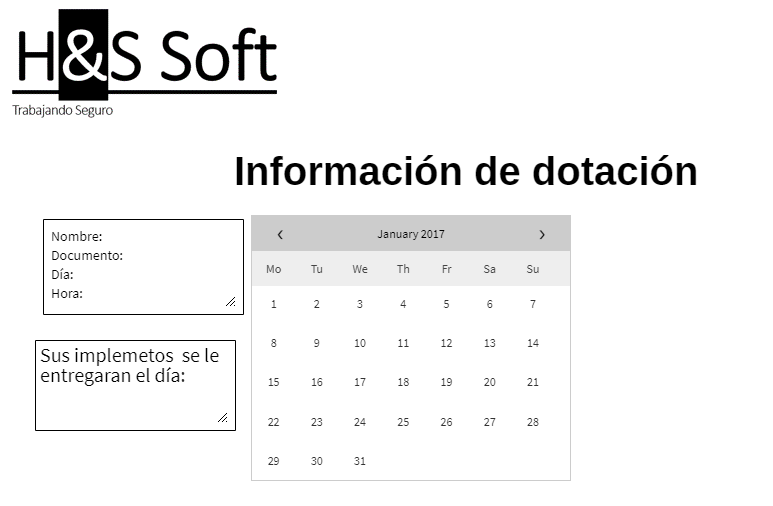 H&S Soft
Trabajando Seguro
Información de dotación
Nombre:
Documento:
Día:
Hora:
Sus implemetos se le
entregaran el día:
‹ January 2017 ›
Mo Tu We Th Fr Sa Su
1 2 3 4 5 6 7
8 9 10 11 12 13 14
15 16 17 18 19 20 21
22 23 24 25 26 27 28
29 30 31